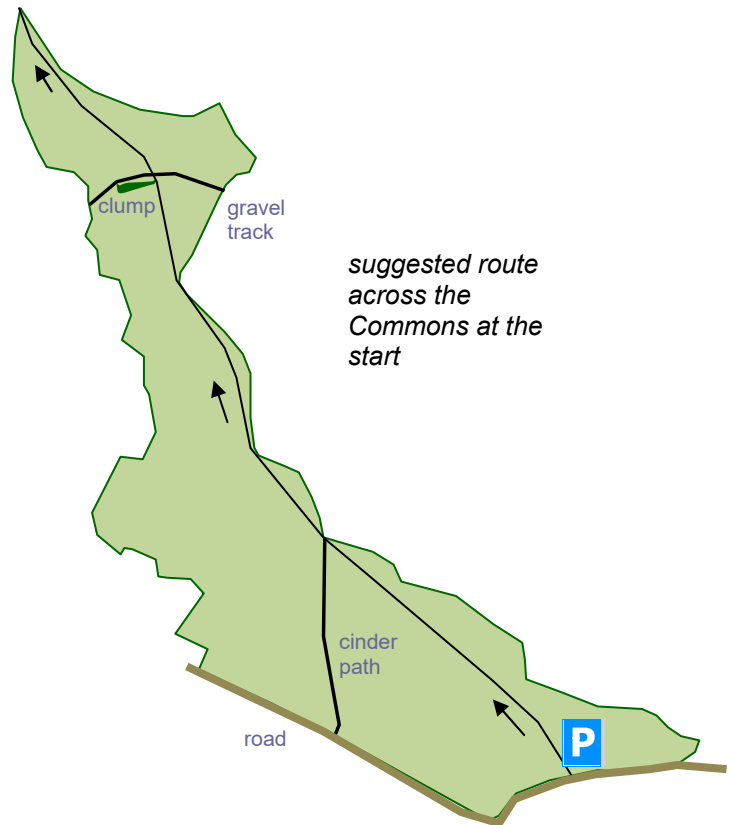 clump
gravel
track
suggested route
across the
Commons at the
start
cinder
path
road
P